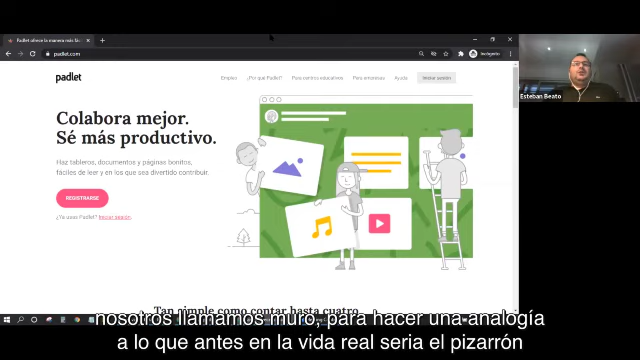 Padlet ofrece la manera más fác
padlet.com
Incógnito
padlet
Empleo
¿Por qué Padlet?
Para centros educativos
Para empresas
Ayuda
Iniciar sesión
Colabora mejor.
Sé más productivo.
Haz tableros, documentos y páginas bonitos,
fáciles de leer y en los que sea divertido contribuir.
REGISTRARSE
¿Ya usas Padlet? Iniciar sesión.
Tan simple como contar hasta cuatro
Esteban Beato
nosotros llamamos muro, para hacer una analogía
a lo que antes en la vida real seria el pizarrón